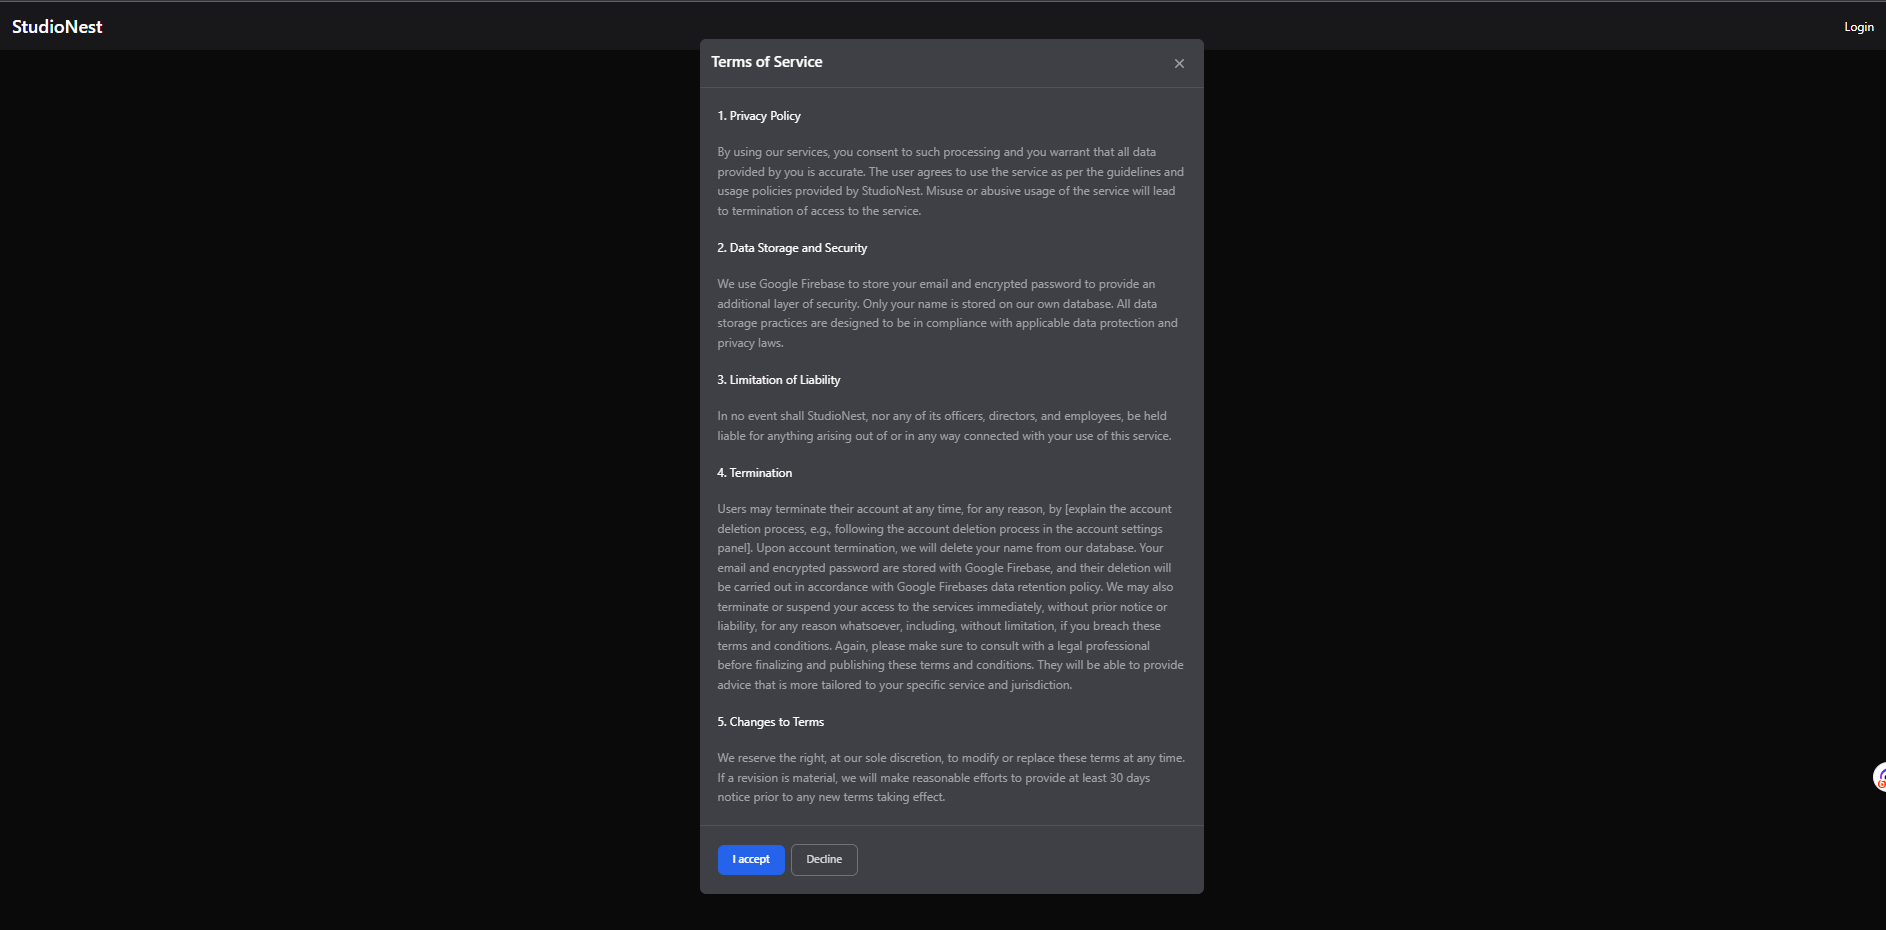 StudioNest
Login
Terms of Service
1. Privacy Policy
By using our services, you consent to such processing and you warrant that all data
provided by you is accurate. The user agrees to use the service as per the guidelines and
usage policies provided by StudioNest. Misuse or abusive usage of the service will lead
to termination of access to the service.
2. Data Storage and Security
We use Google Firebase to store your email and encrypted password to provide an
additional layer of security. Only your name is stored on our own database. All data
storage practices are designed to be in compliance with applicable data protection and
privacy laws.
3. Limitation of Liability
In no event shall StudioNest, nor any of its officers, directors, and employees, be held
liable for anything arising out of or in any way connected with your use of this service.
4. Termination
Users may terminate their account at any time, for any reason, by [explain the account
deletion process, e.g., following the account deletion process in the account settings
panel]. Upon account termination, we will delete your name from our database. Your
email and encrypted password are stored with Google Firebase, and their deletion will
be carried out in accordance with Google Firebases data retention policy. We may also
terminate or suspend your access to the services immediately, without prior notice or
liability, for any reason whatsoever, including, without limitation, if you breach these
terms and conditions. Again, please make sure to consult with a legal professional
before finalizing and publishing these terms and conditions. They will be able to provide
advice that is more tailored to your specific service and jurisdiction.
5. Changes to Terms
We reserve the right, at our sole discretion, to modify or replace these terms at any time.
If a revision is material, we will make reasonable efforts to provide at least 30 days
notice prior to any new terms taking effect.
I accept
Decline